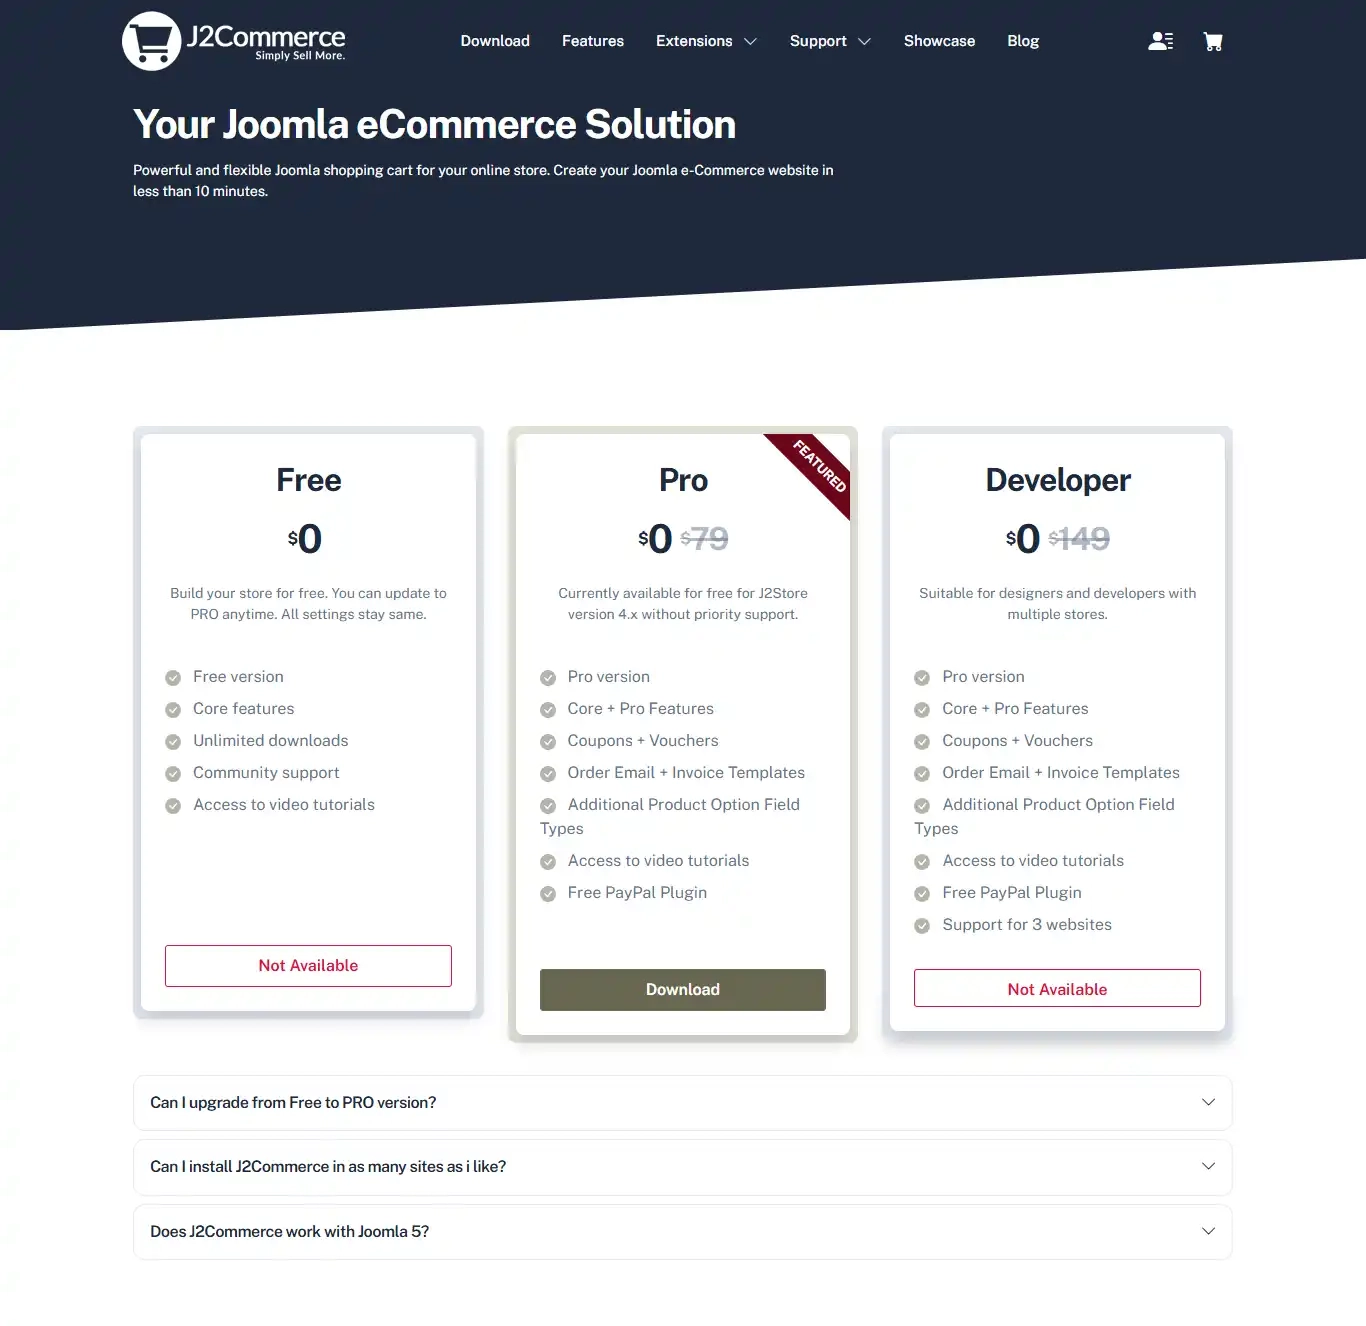 J2Commerce
Simply Sell More.
Download Features Extensions Support Showcase Blog
Your Joomla eCommerce Solution
Powerful and flexible Joomla shopping cart for your online store. Create your Joomla e-Commerce website in
less than 10 minutes.
Free
$0
Build your store for free. You can update to
PRO anytime. All settings stay same.
Free version
Core features
Unlimited downloads
Community support
Access to video tutorials
Not Available
FEATURED
Pro
$0 $79
Currently available for free for J2Store
version 4.x without priority support.
Pro version
Core + Pro Features
Coupons + Vouchers
Order Email + Invoice Templates
Additional Product Option Field
Types
Access to video tutorials
Free PayPal Plugin
Download
Developer
$0 $149
Suitable for designers and developers with
multiple stores.
Pro version
Core + Pro Features
Coupons + Vouchers
Order Email + Invoice Templates
Additional Product Option Field
Types
Access to video tutorials
Free PayPal Plugin
Support for 3 websites
Not Available
Can I upgrade from Free to PRO version?
Can I install J2Commerce in as many sites as i like?
Does J2Commerce work with Joomla 5?